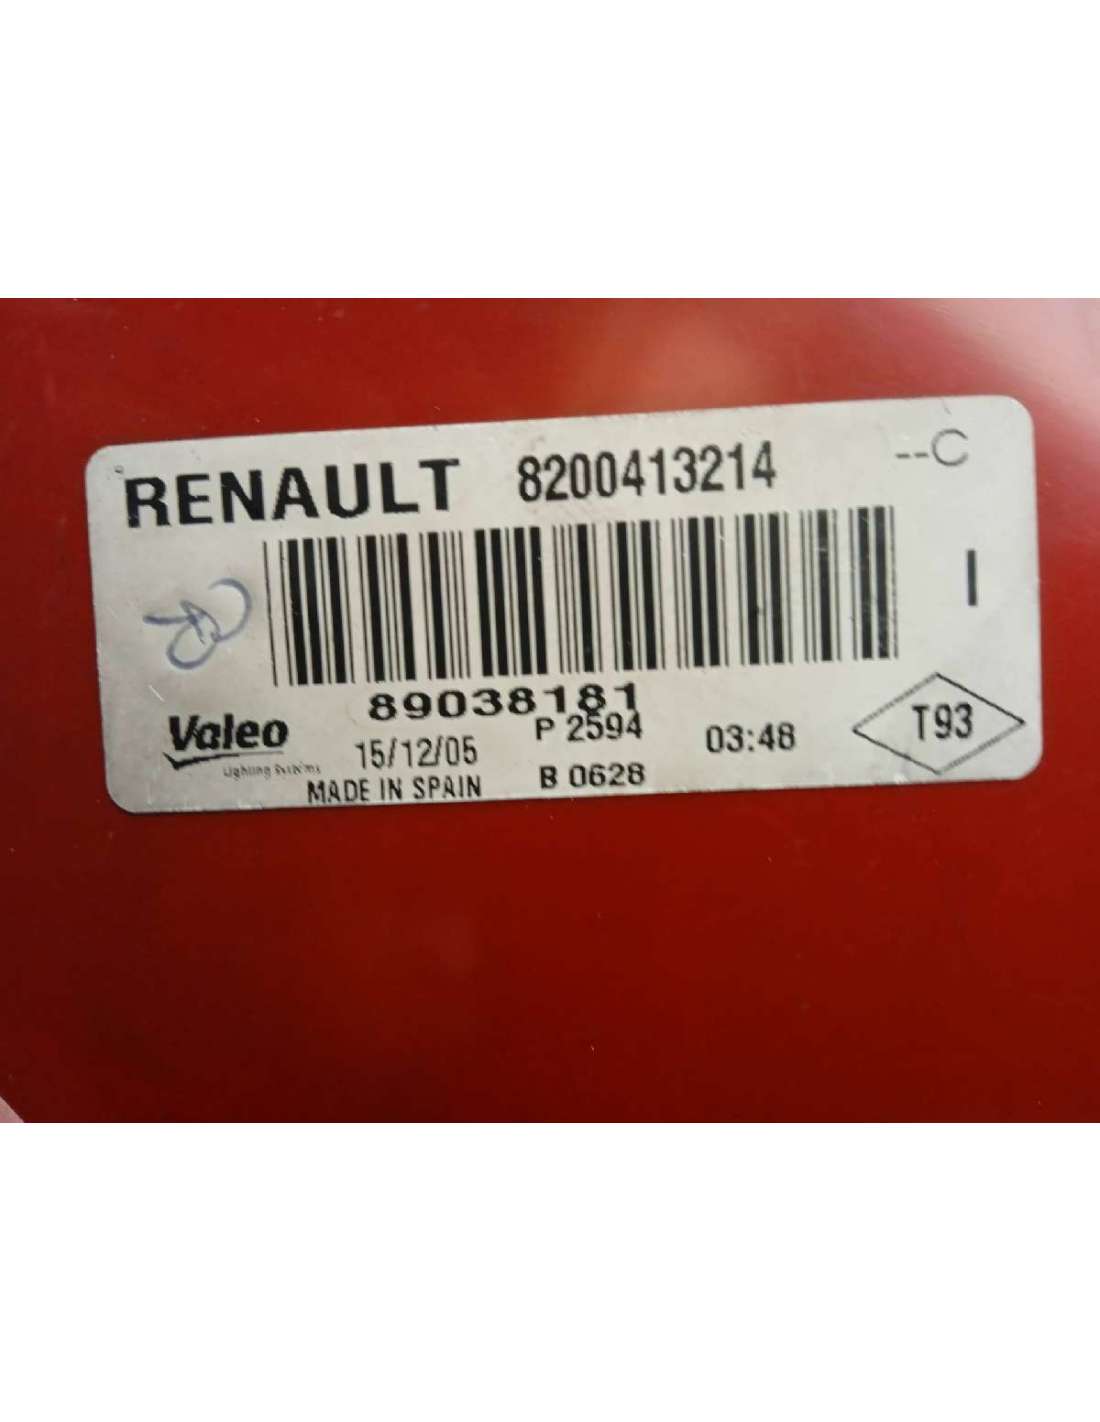 RENAULT 8200413214 --C
I
89038181
Valeo 15/12/05 P 2594 03:48 T93
Lighting Systems
MADE IN SPAIN B 0628